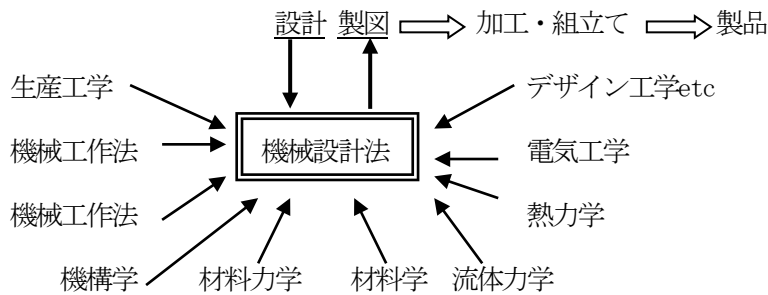 設計 製図 加工・組立て 製品
生産工学 デザイン工学etc
機械工作法 機械設計法 電気工学
機械工作法 熱力学
機構学 材料力学 材料学 流体力学